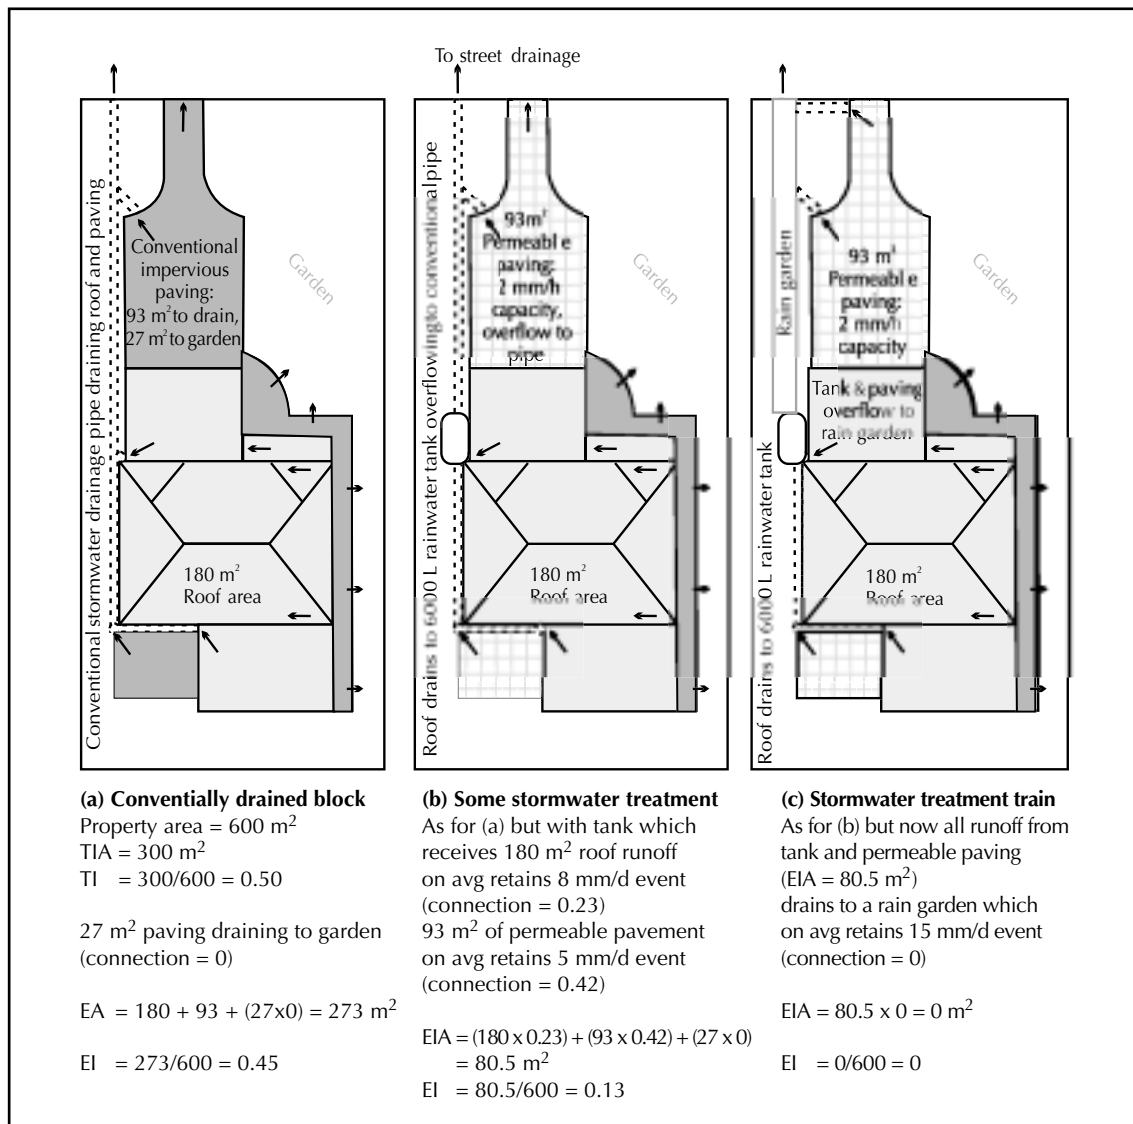 To street drainage
Conventional stormwater drainage pipe draining roof and paving
Conventional
impervious
paving:
93 m² to drain,
27 m² to garden
Garden
180 m²
Roof area
Roof drains to 6000 L rainwater tank overflowing to conventional pipe
93m²
Permeable
paving:
2 mm/h
capacity,
overflow to
pipe
Garden
180 m²
Roof area
Roof drains to 6000 L rainwater tank
Rain garden
93 m²
Permeable
paving:
2 mm/h
capacity
Tank & paving
overflow to
rain garden
Garden
180 m²
Roof area
(a) Conventially drained block
Property area = 600 m²
TIA = 300 m²
TI = 300/600 = 0.50
27 m² paving draining to garden
(connection = 0)
EA = 180 + 93 + (27x0) = 273 m²
EI = 273/600 = 0.45
(b) Some stormwater treatment
As for (a) but with tank which
receives 180 m² roof runoff
on avg retains 8 mm/d event
(connection = 0.23)
93 m² of permeable pavement
on avg retains 5 mm/d event
(connection = 0.42)
EIA = (180 x 0.23) + (93 x 0.42) + (27 x 0)
= 80.5 m²
EI = 80.5/600 = 0.13
(c) Stormwater treatment train
As for (b) but now all runoff from
tank and permeable paving
(EIA = 80.5 m²)
drains to a rain garden which
on avg retains 15 mm/d event
(connection = 0)
EIA = 80.5 x 0 = 0 m²
EI = 0/600 = 0